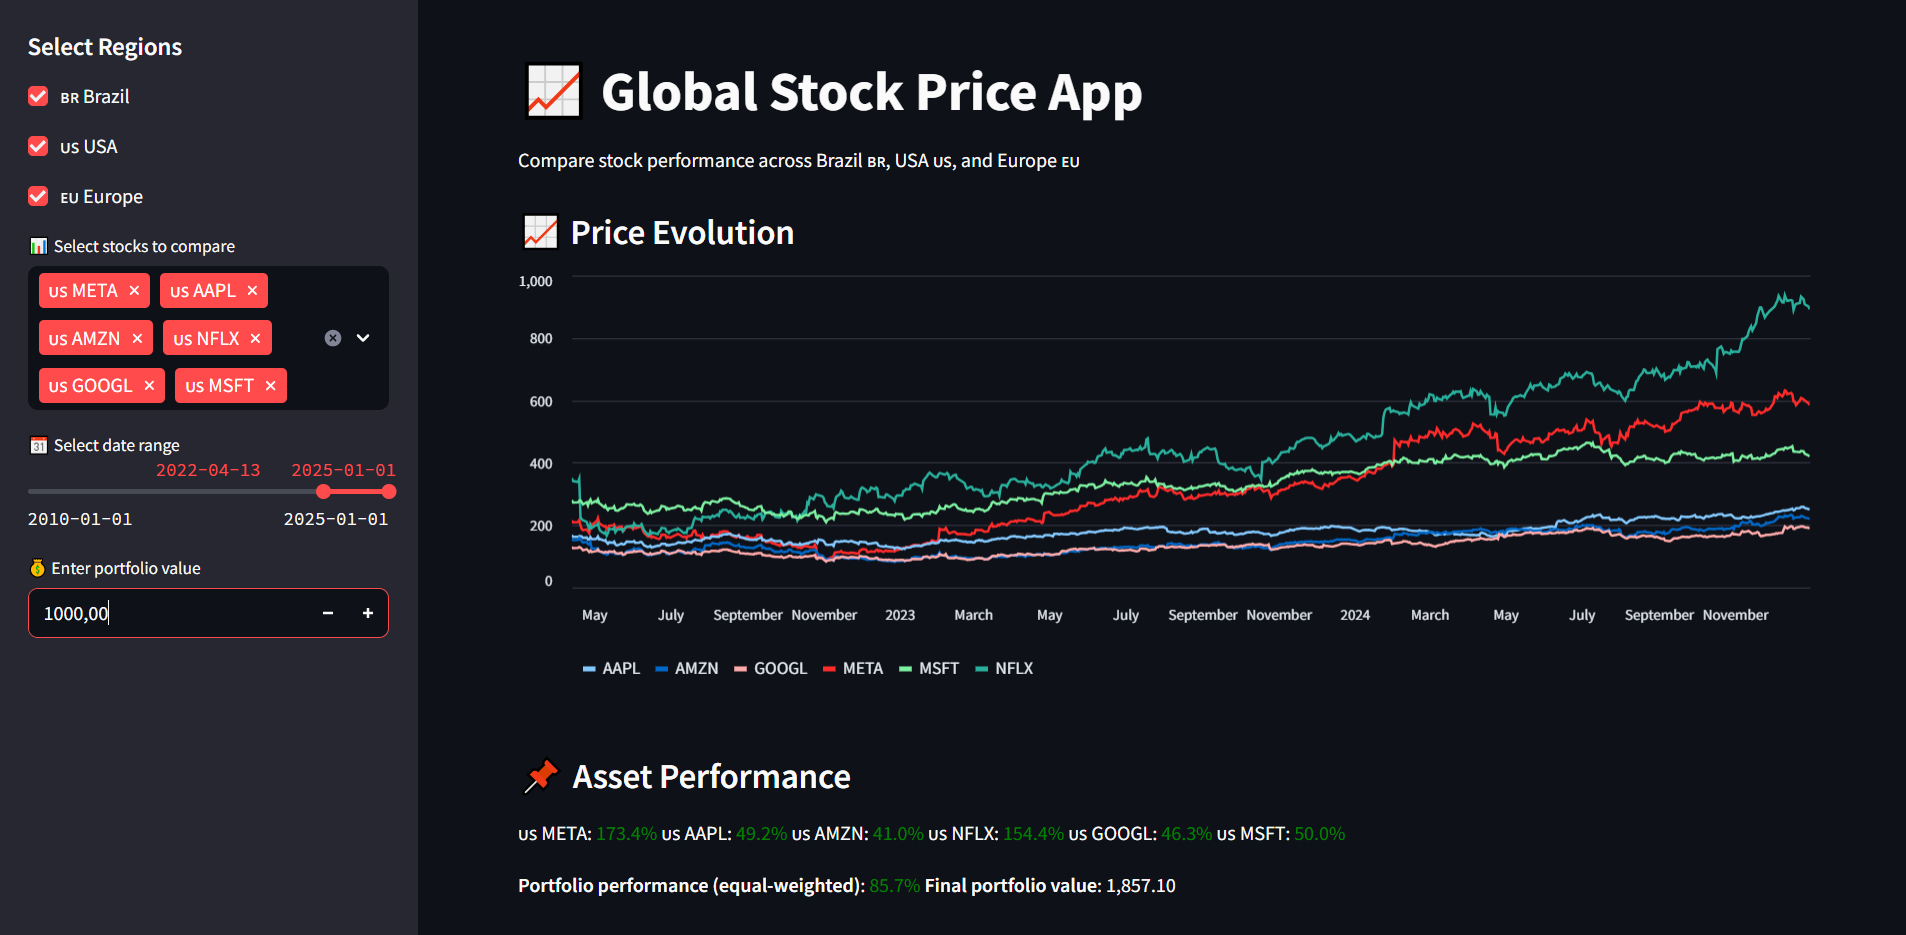 Select Regions
BR Brazil
US USA
EU Europe
Select stocks to compare
US META ×
US AAPL ×
US AMZN ×
US NFLX ×
US GOOGL ×
US MSFT ×
31 Select date range
2022-04-13 2025-01-01
2010-01-01 2025-01-01
Enter portfolio value
1000,00 − +
Global Stock Price App
Compare stock performance across Brazil BR, USA US, and Europe EU
Price Evolution
1,000
800
600
400
200
0
May July September November 2023 March May July September November 2024 March May July September November
AAPL AMZN GOOGL META MSFT NFLX
Asset Performance
US META: 173.4% US AAPL: 49.2% US AMZN: 41.0% US NFLX: 154.4% US GOOGL: 46.3% US MSFT: 50.0%
Portfolio performance (equal-weighted): 85.7% Final portfolio value: 1,857.10